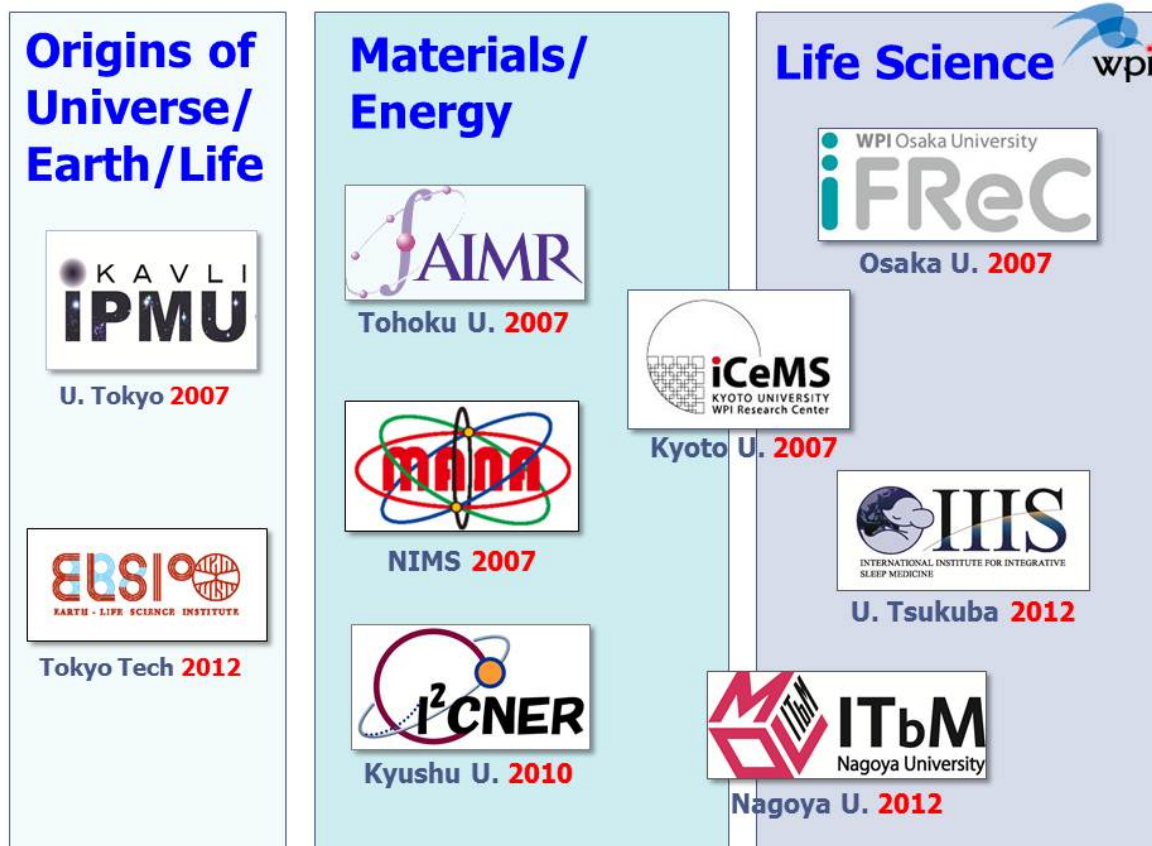 Origins of
Universe/
Earth/Life
KAVLI
iPMU
U. Tokyo 2007
ELSI
EARTH - LIFE SCIENCE INSTITUTE
Tokyo Tech 2012
Materials/
Energy
AIMR
Tohoku U. 2007
MANA
NIMS 2007
I²CNER
Kyushu U. 2010
iCeMS
KYOTO UNIVERSITY
WPI Research Center
Kyoto U. 2007
Life Science
wpi
WPI Osaka University
iFReC
Osaka U. 2007
IIIS
INTERNATIONAL INSTITUTE FOR INTEGRATIVE
SLEEP MEDICINE
U. Tsukuba 2012
ITbM
ITbM
Nagoya University
Nagoya U. 2012